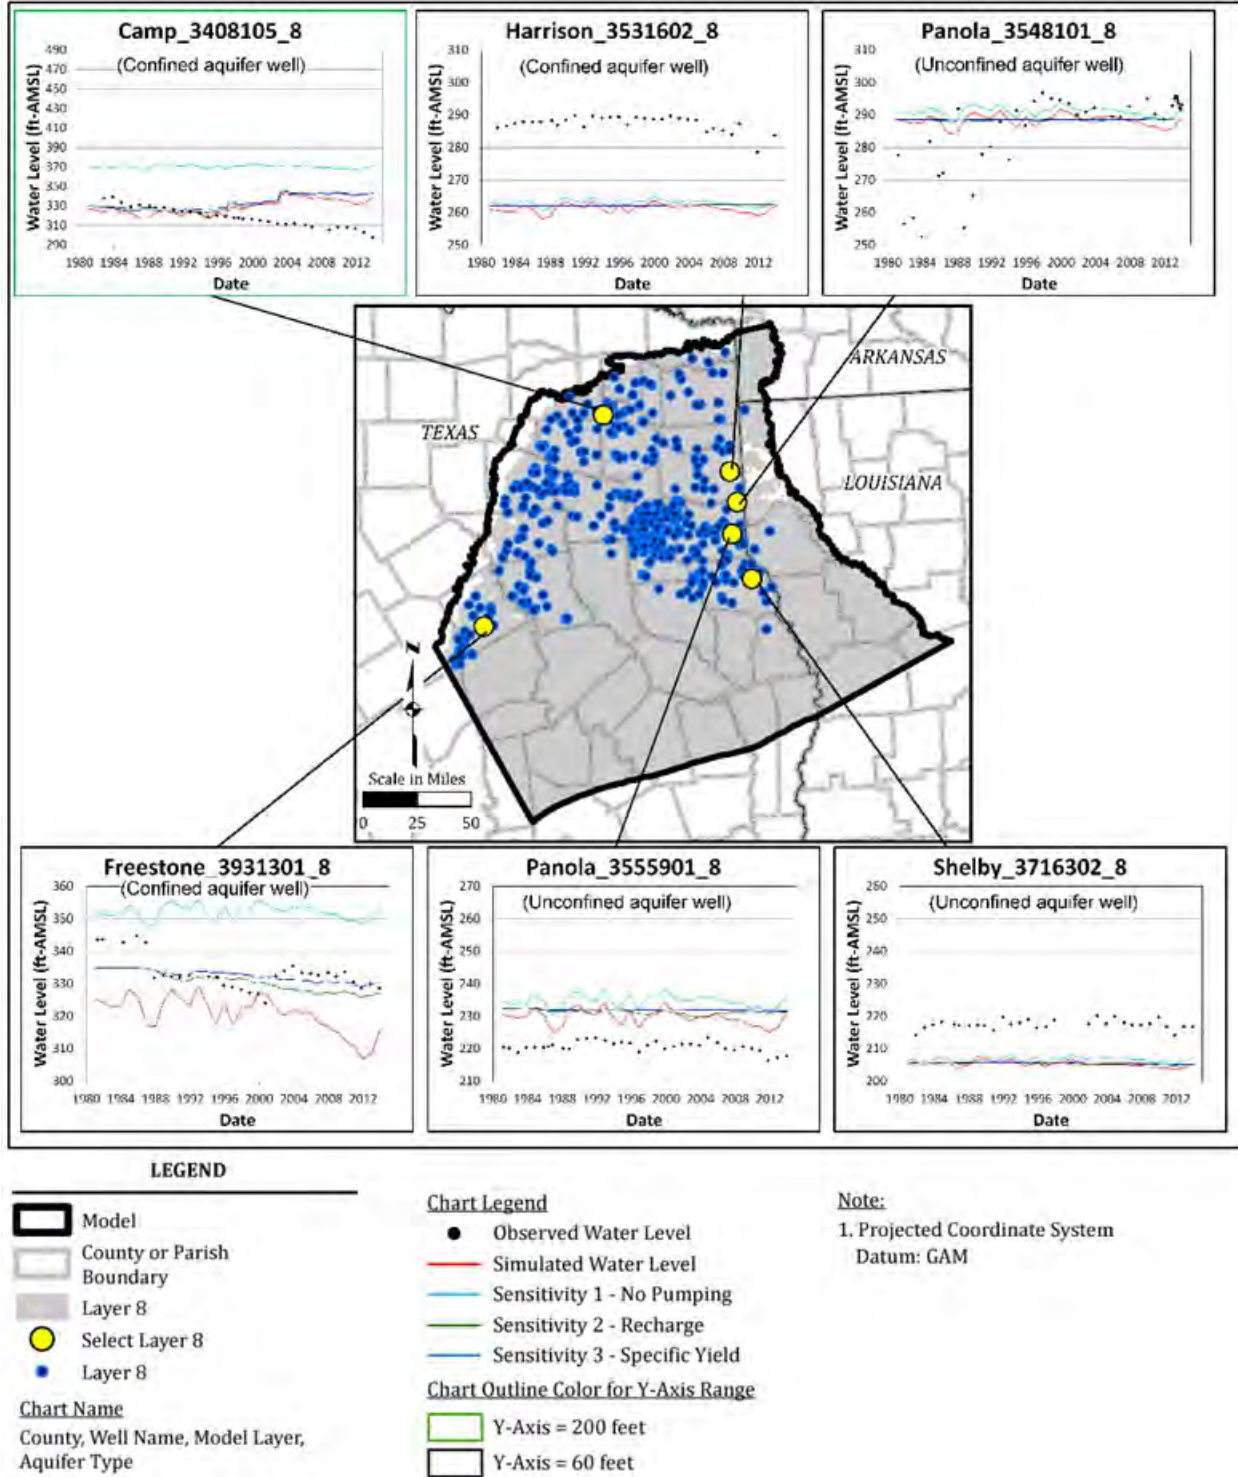 Camp_3408105_8
(Confined aquifer well)
Water Level (ft-AMSL)
490
470
450
430
410
390
370
350
330
310
290
1980 1984 1988 1992 1996 2000 2004 2008 2012
Date
Harrison_3531602_8
(Confined aquifer well)
Water Level (ft-AMSL)
310
300
290
280
270
260
250
1980 1984 1988 1992 1996 2000 2004 2008 2012
Date
Panola_3548101_8
(Unconfined aquifer well)
Water Level (ft-AMSL)
310
300
290
280
270
260
250
1980 1984 1988 1992 1996 2000 2004 2008 2012
Date
ARKANSAS
TEXAS
LOUISIANA
Z
Scale in Miles
0 25 50
Freestone_3931301_8
(Confined aquifer well)
Water Level (ft-AMSL)
360
350
340
330
320
310
300
1980 1984 1988 1992 1996 2000 2004 2008 2012
Date
Panola_3555901_8
(Unconfined aquifer well)
Water Level (ft-AMSL)
270
260
250
240
230
220
210
1980 1984 1988 1992 1996 2000 2004 2008 2012
Date
Shelby_3716302_8
(Unconfined aquifer well)
Water Level (ft-AMSL)
260
250
240
230
220
210
200
1980 1984 1988 1992 1996 2000 2004 2008 2012
Date
LEGEND
Model
County or Parish
Boundary
Layer 8
Select Layer 8
Layer 8
Chart Name
County, Well Name, Model Layer,
Aquifer Type
Chart Legend
Observed Water Level
Simulated Water Level
Sensitivity 1 - No Pumping
Sensitivity 2 - Recharge
Sensitivity 3 - Specific Yield
Chart Outline Color for Y-Axis Range
Y-Axis = 200 feet
Y-Axis = 60 feet
Note:
1. Projected Coordinate System
Datum: GAM